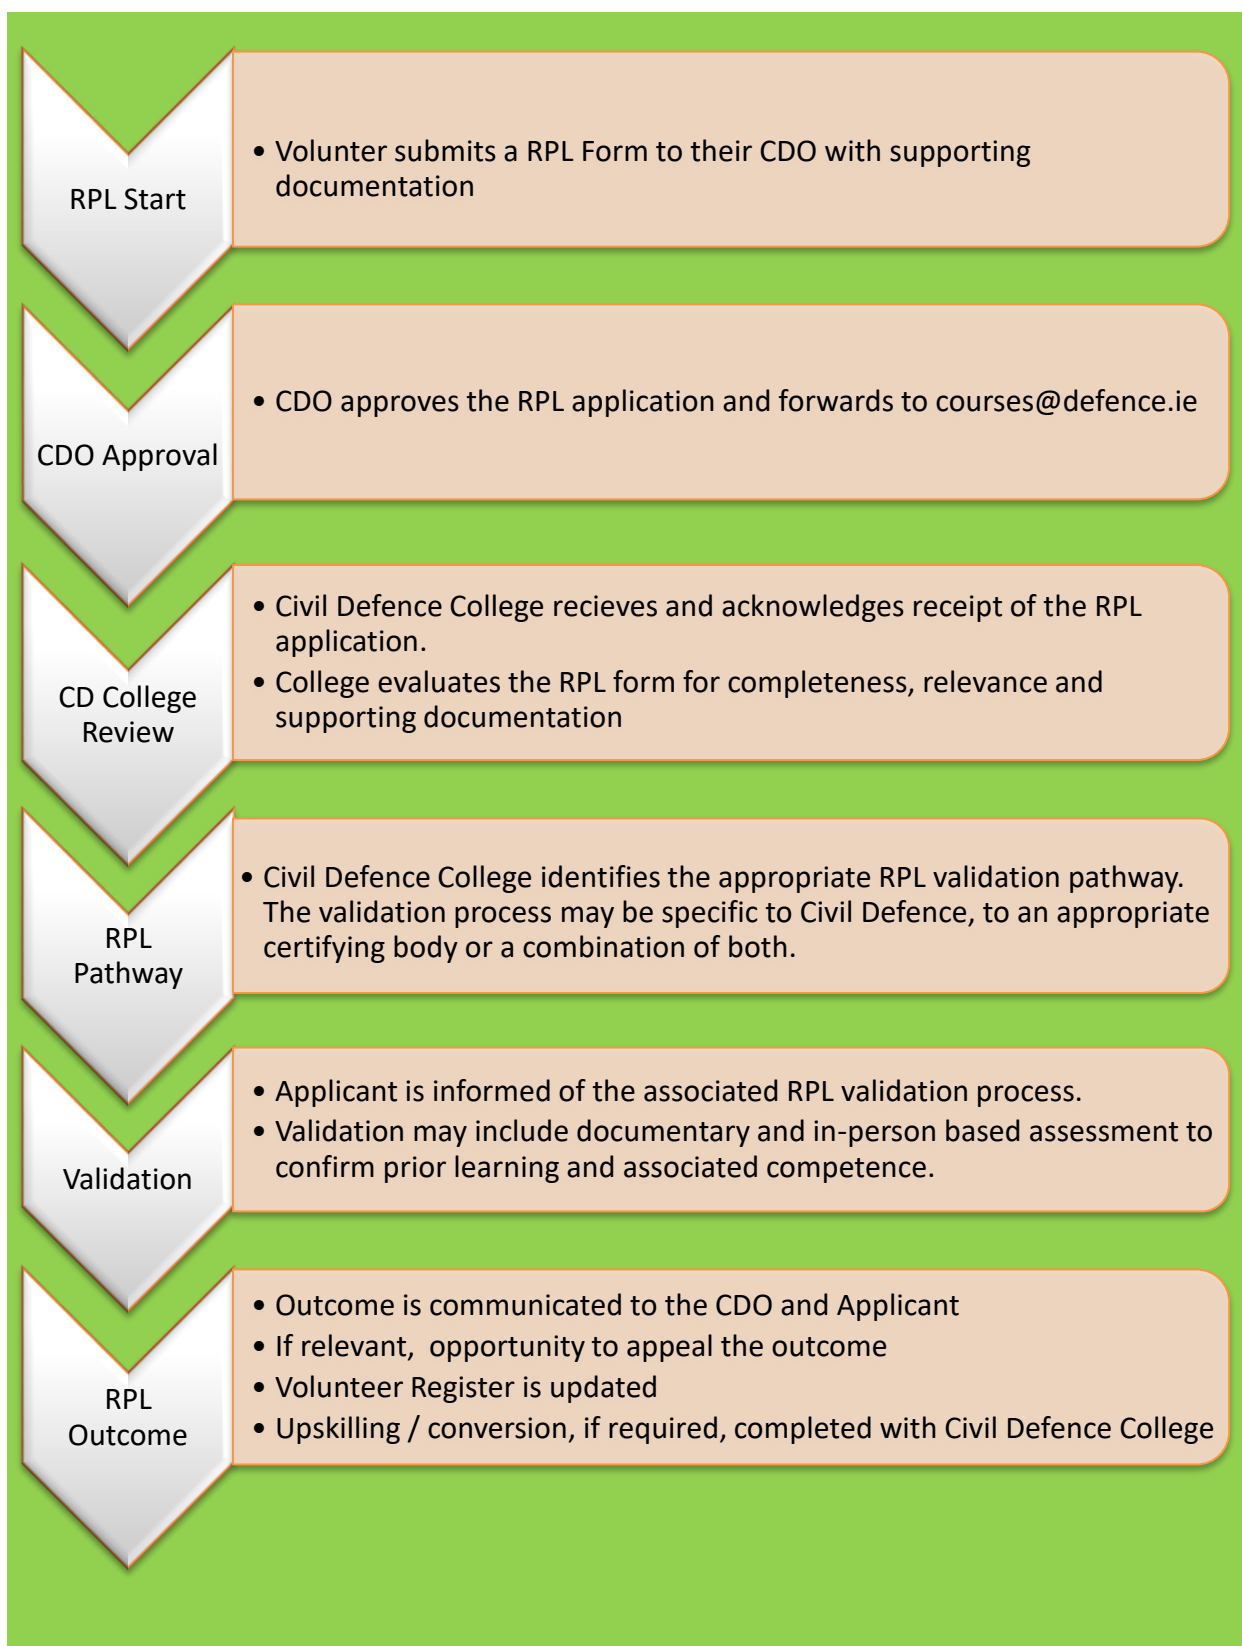 RPL Start
• Volunter submits a RPL Form to their CDO with supporting
documentation
CDO Approval
• CDO approves the RPL application and forwards to courses@defence.ie
CD College
Review
• Civil Defence College recieves and acknowledges receipt of the RPL
application.
• College evaluates the RPL form for completeness, relevance and
supporting documentation
RPL
Pathway
• Civil Defence College identifies the appropriate RPL validation pathway.
The validation process may be specific to Civil Defence, to an appropriate
certifying body or a combination of both.
Validation
• Applicant is informed of the associated RPL validation process.
• Validation may include documentary and in-person based assessment to
confirm prior learning and associated competence.
RPL
Outcome
• Outcome is communicated to the CDO and Applicant
• If relevant,  opportunity to appeal the outcome
• Volunteer Register is updated
• Upskilling / conversion, if required, completed with Civil Defence College